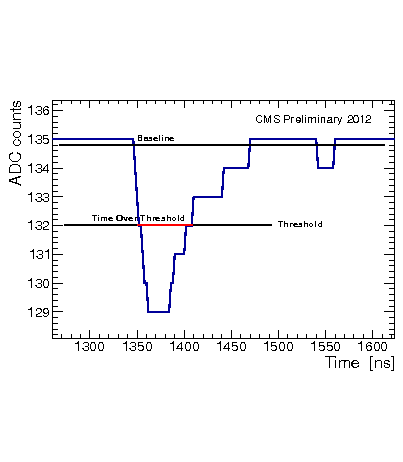 ADC counts
136
CMS Preliminary 2012
135
Baseline
134
133
Time Over Threshold
132
Threshold
131
130
129
1300 1350 1400 1450 1500 1550 1600
Time [ns]